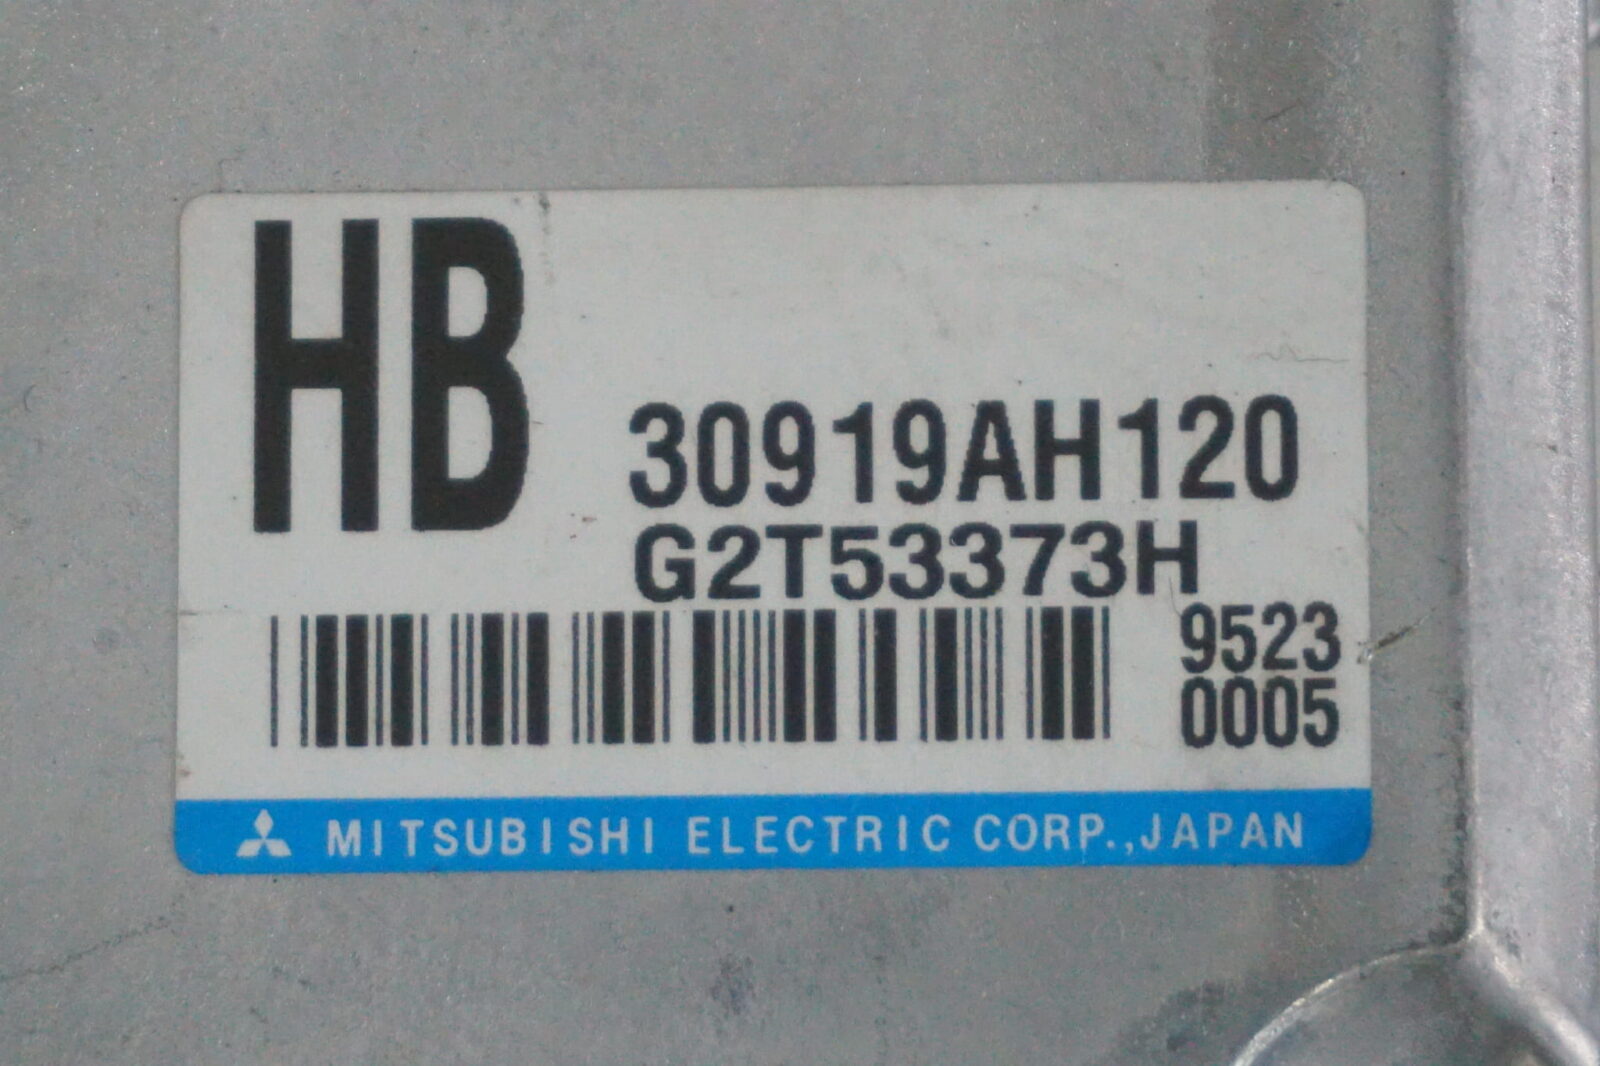 HB
30919AH120
G2T53373H
9523
0005
MITSUBISHI ELECTRIC CORP.,JAPAN